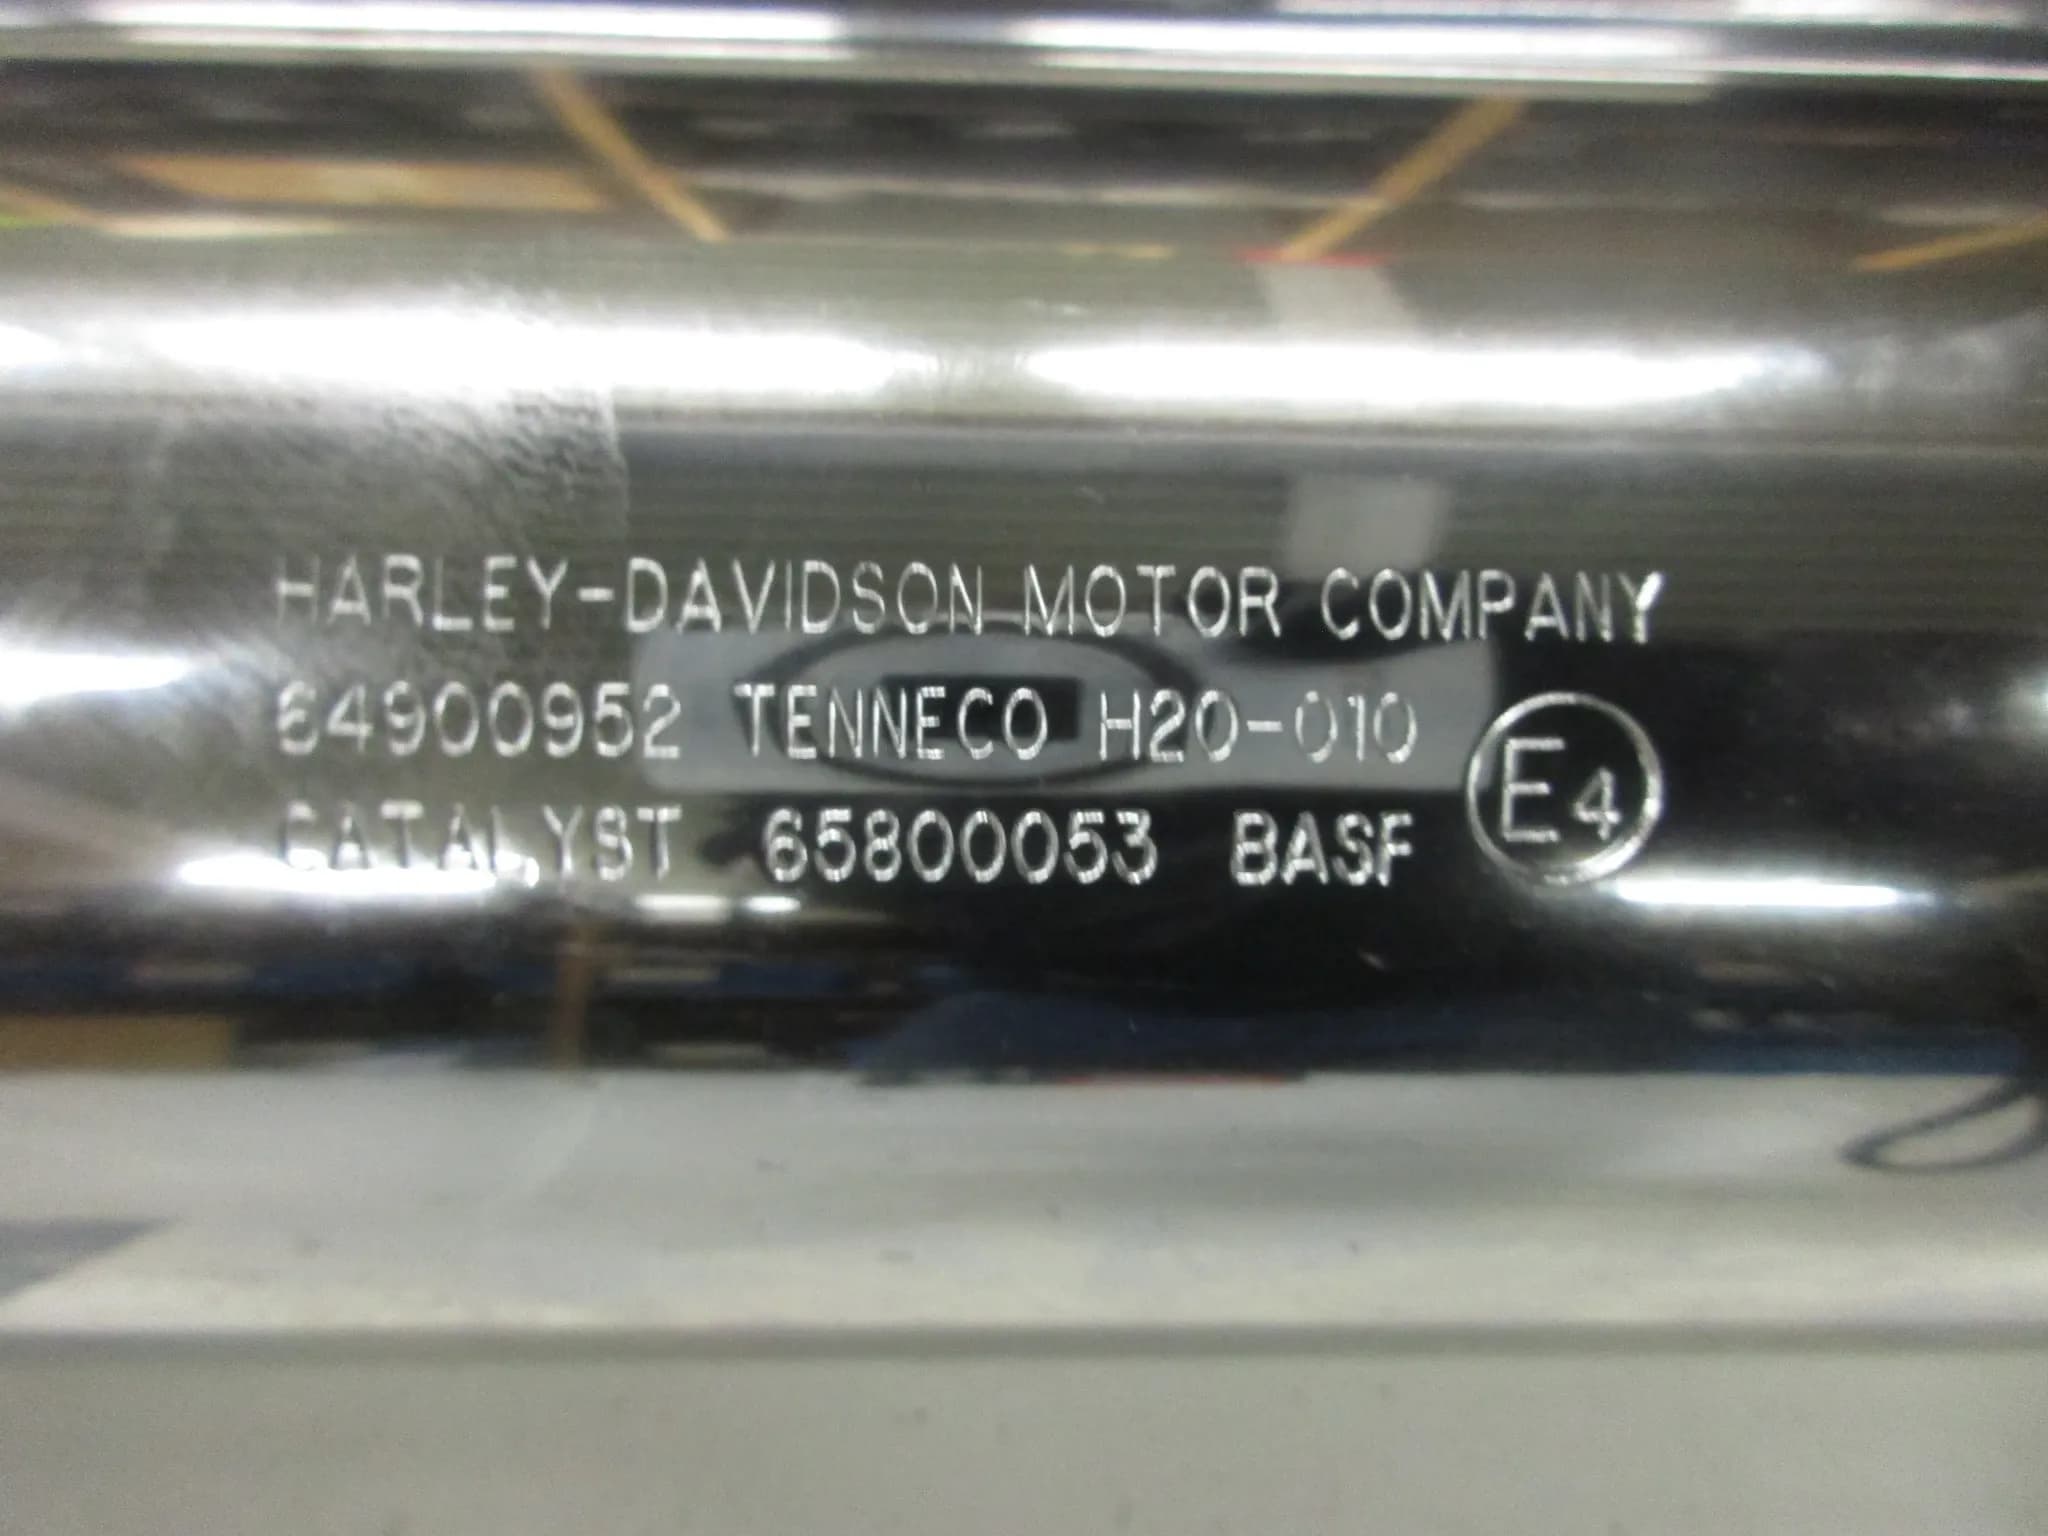 HARLEY-DAVIDSON MOTOR COMPANY
64900952 TENNECO H20-010
CATALYST 65800053 BASF
E4